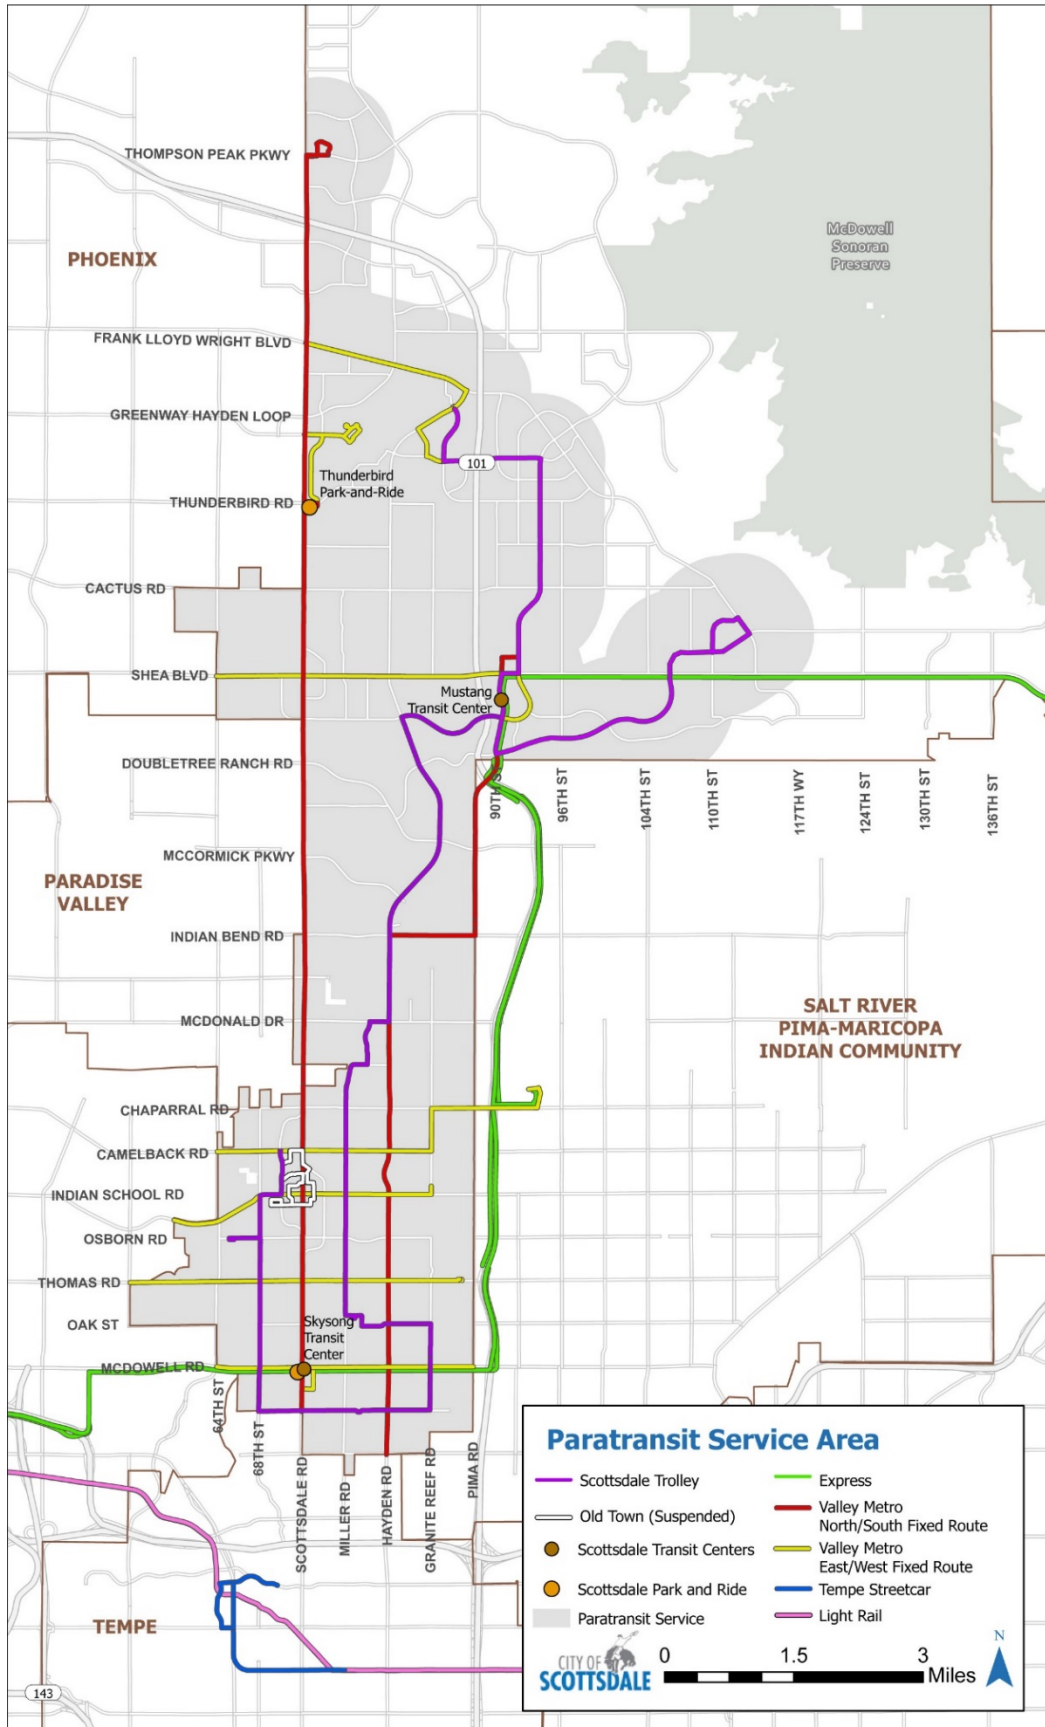 THOMPSON PEAK PKWY
PHOENIX
McDowell
Sonoran
Preserve
FRANK LLOYD WRIGHT BLVD
GREENWAY HAYDEN LOOP
101
Thunderbird
Park-and-Ride
THUNDERBIRD RD
CACTUS RD
SHEA BLVD
Mustang
Transit Center
DOUBLETREE RANCH RD
90TH ST
96TH ST
104TH ST
110TH ST
117TH WY
124TH ST
130TH ST
136TH ST
MCCORMICK PKWY
PARADISE
VALLEY
INDIAN BEND RD
SALT RIVER
PIMA-MARICOPA
INDIAN COMMUNITY
MCDONALD DR
CHAPARRAL RD
CAMELBACK RD
INDIAN SCHOOL RD
OSBORN RD
THOMAS RD
OAK ST
Skysong
Transit
Center
MCDOWELL RD
64TH ST
68TH ST
SCOTTSDALE RD
MILLER RD
HAYDEN RD
GRANITE REEF RD
PIMA RD
TEMPE
143
Paratransit Service Area
Scottsdale Trolley
Old Town (Suspended)
Scottsdale Transit Centers
Scottsdale Park and Ride
Paratransit Service
Express
Valley Metro
North/South Fixed Route
Valley Metro
East/West Fixed Route
Tempe Streetcar
Light Rail
CITY OF
SCOTTSDALE
0 1.5 3
Miles
N